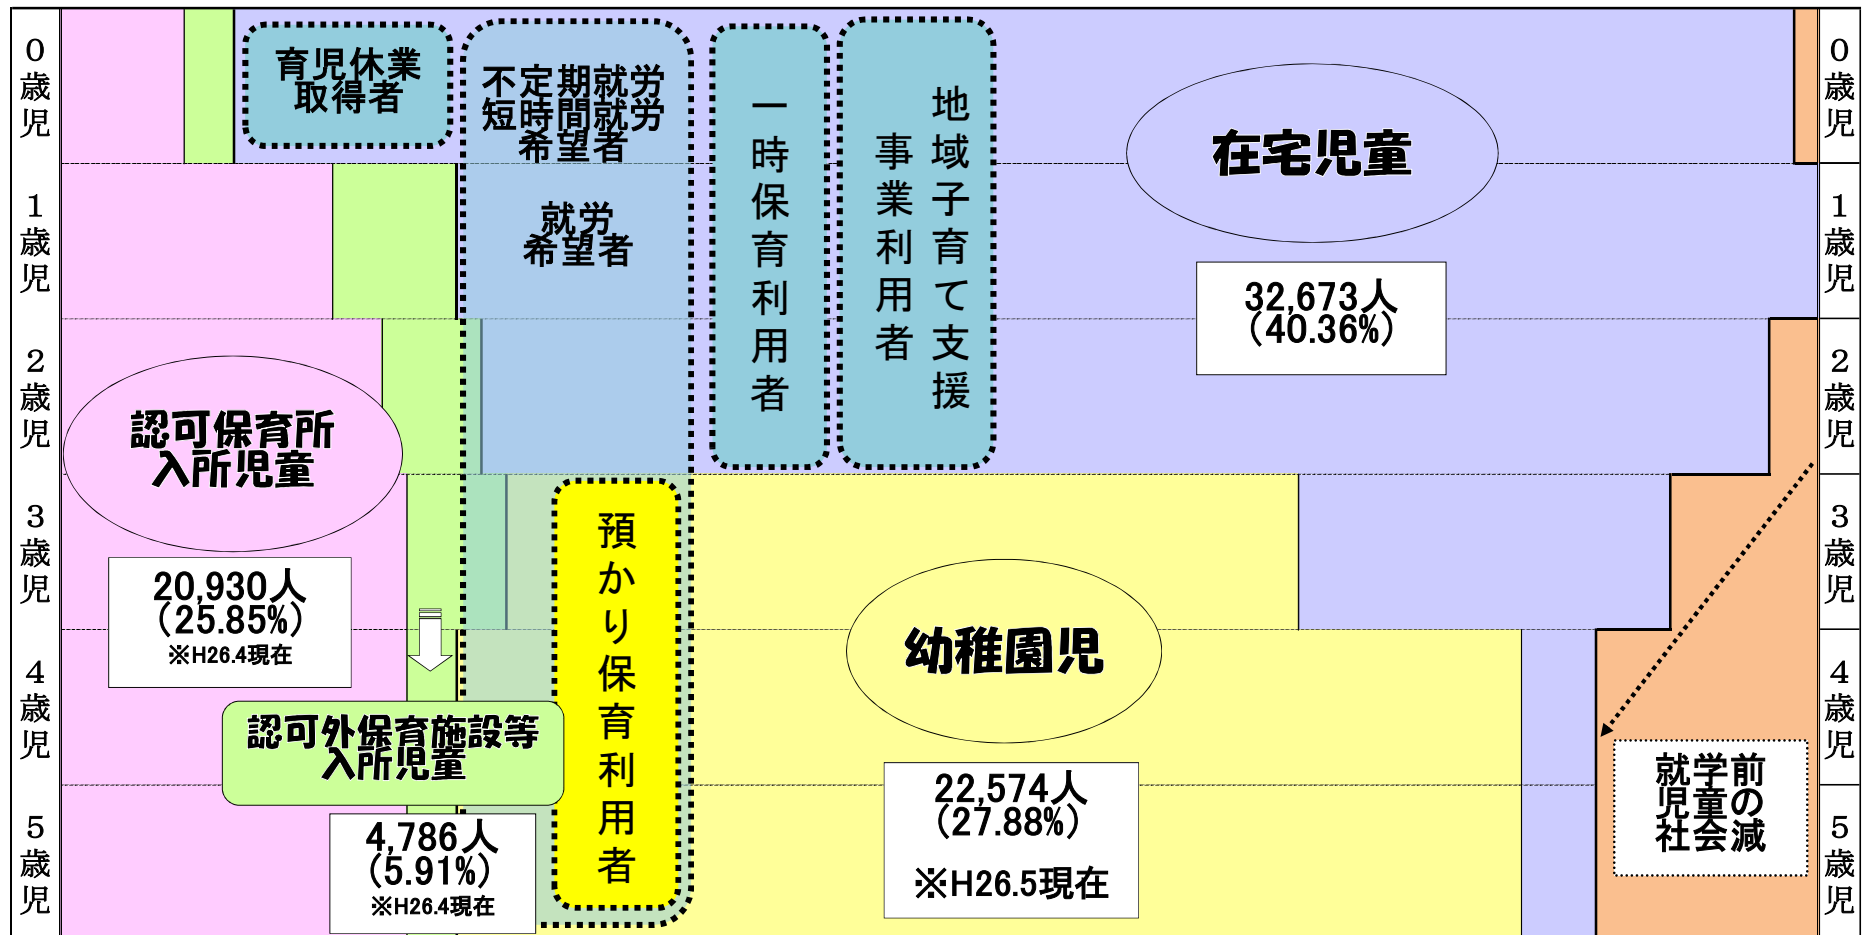 0歳児
1歳児
2歳児
3歳児
4歳児
5歳児
育児休業
取得者
不定期就労
短時間就労
希望者
就労
希望者
一時保育利用者
地域子育て支援
事業利用者
在宅児童
32,673人
(40.36%)
認可保育所
入所児童
20,930人
(25.85%)
※H26.4現在
認可外保育施設等
入所児童
4,786人
(5.91%)
※H26.4現在
預かり保育利用者
幼稚園児
22,574人
(27.88%)
※H26.5現在
就学前
児童の
社会減
0歳児
1歳児
2歳児
3歳児
4歳児
5歳児